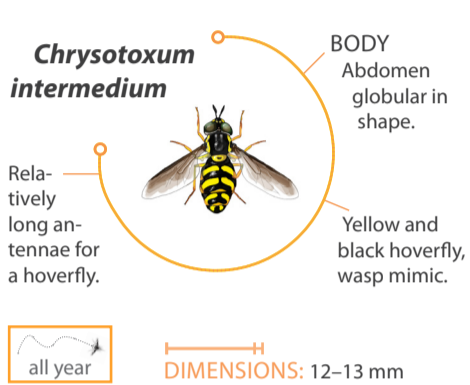 Chrysotoxum
intermedium
BODY
Abdomen
globular in
shape.
Rela-
tively
long an-
tennae for
a hoverfly.
Yellow and
black hoverfly,
wasp mimic.
all year
DIMENSIONS: 12–13 mm